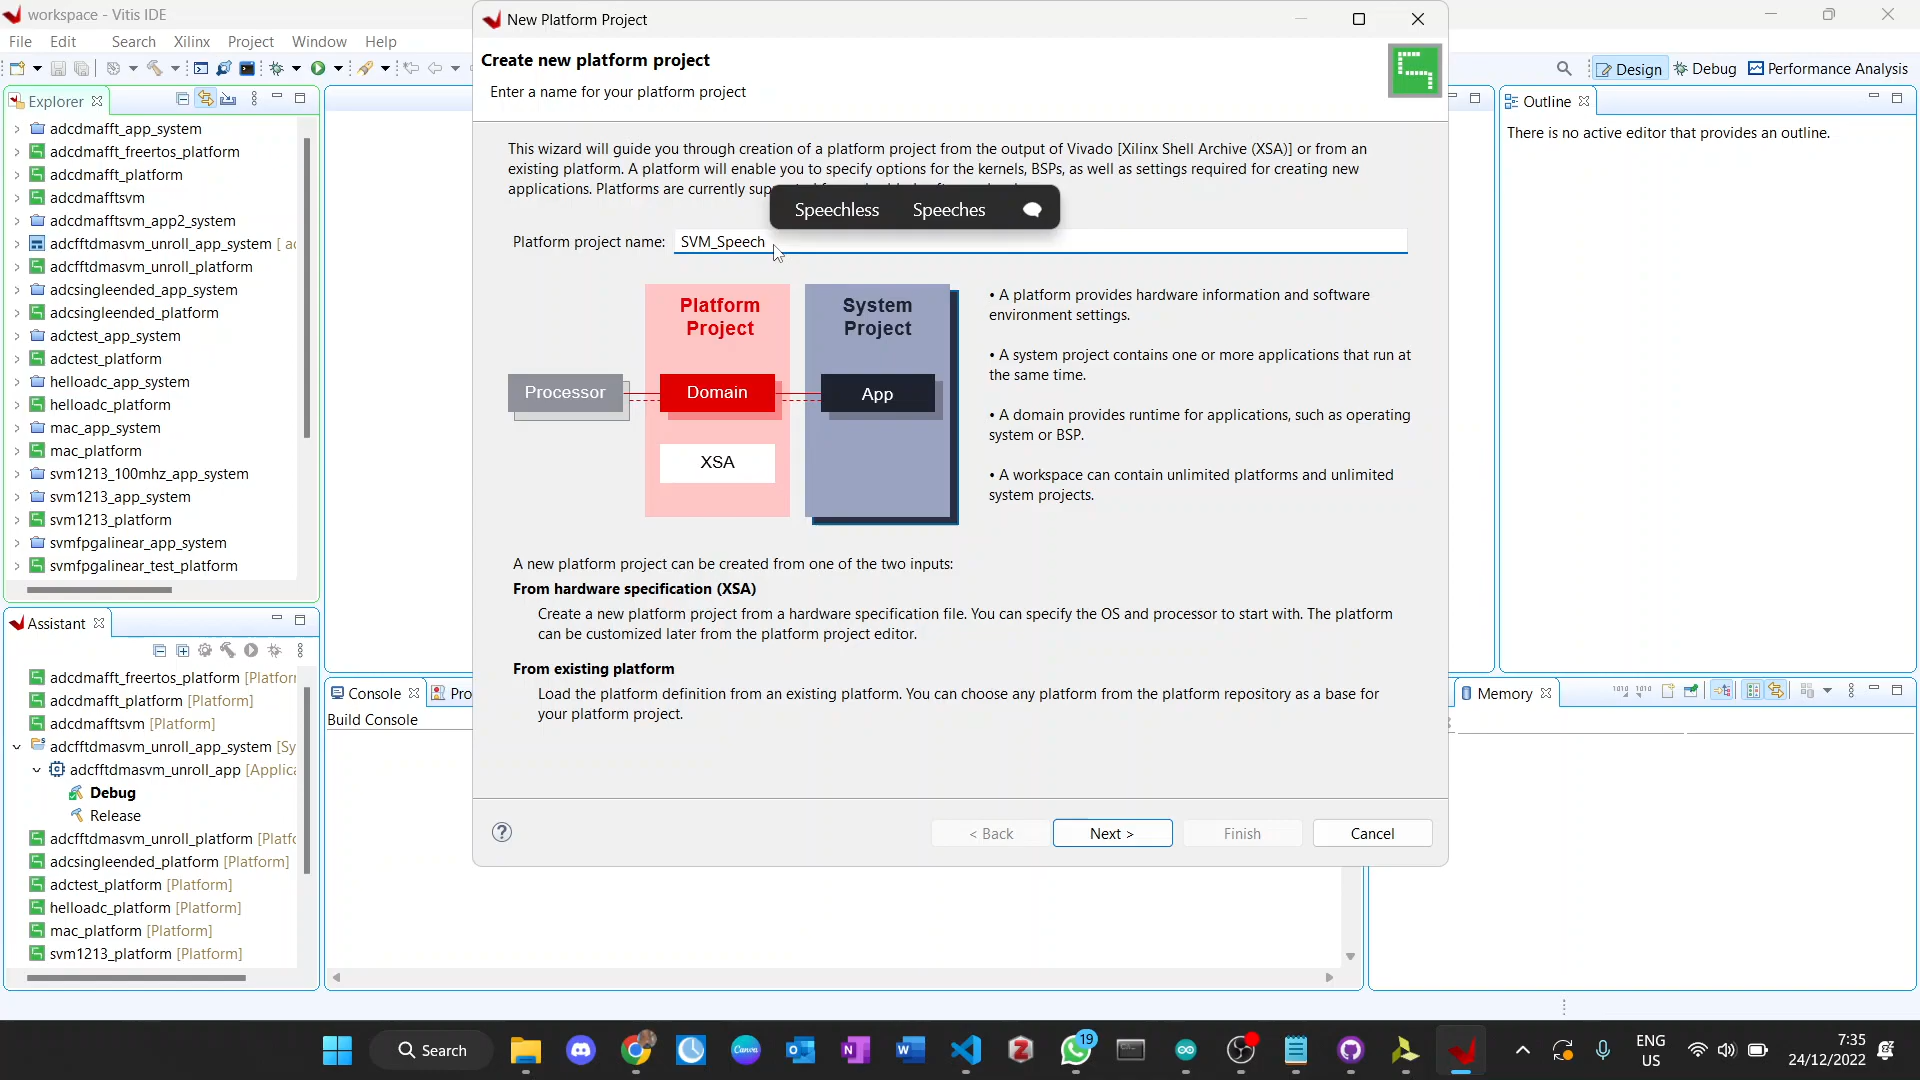 workspace - Vitis IDE
File Edit Search Xilinx Project Window Help
Design Debug Performance Analysis
Explorer
adcdmafft_app_system
adcdmafft_freertos_platform
adcdmafft_platform
adcdmafftsvm
adcdmafftsvm_app2_system
adcfftdmasvm_unroll_app_system [ ac
adcfftdmasvm_unroll_platform
adcsingleended_app_system
adcsingleended_platform
adctest_app_system
adctest_platform
helloadc_app_system
helloadc_platform
mac_app_system
mac_platform
svm1213_100mhz_app_system
svm1213_app_system
svm1213_platform
svmfpgalinear_app_system
svmfpgalinear_test_platform
Assistant
adcdmafft_freertos_platform [Platforr
adcdmafft_platform [Platform]
adcdmafftsvm [Platform]
adcfftdmasvm_unroll_app_system [Sy
adcfftdmasvm_unroll_app [Applica
Debug
Release
adcfftdmasvm_unroll_platform [Platfo
adcsingleended_platform [Platform]
adctest_platform [Platform]
helloadc_platform [Platform]
mac_platform [Platform]
svm1213_platform [Platform]
New Platform Project
Create new platform project
Enter a name for your platform project
This wizard will guide you through creation of a platform project from the output of Vivado [Xilinx Shell Archive (XSA)] or from an
existing platform. A platform will enable you to specify options for the kernels, BSPs, as well as settings required for creating new
applications. Platforms are currently sup
Speechless Speeches
Platform project name: SVM_Speech
Platform
Project
System
Project
Processor
Domain
App
XSA
• A platform provides hardware information and software
environment settings.
• A system project contains one or more applications that run at
the same time.
• A domain provides runtime for applications, such as operating
system or BSP.
• A workspace can contain unlimited platforms and unlimited
system projects.
A new platform project can be created from one of the two inputs:
From hardware specification (XSA)
Create a new platform project from a hardware specification file. You can specify the OS and processor to start with. The platform
can be customized later from the platform project editor.
From existing platform
Load the platform definition from an existing platform. You can choose any platform from the platform repository as a base for
your platform project.
< Back Next > Finish Cancel
Console Pro
Build Console
Outline
There is no active editor that provides an outline.
Memory
Search
Canva
19
ENG
US
7:35
24/12/2022